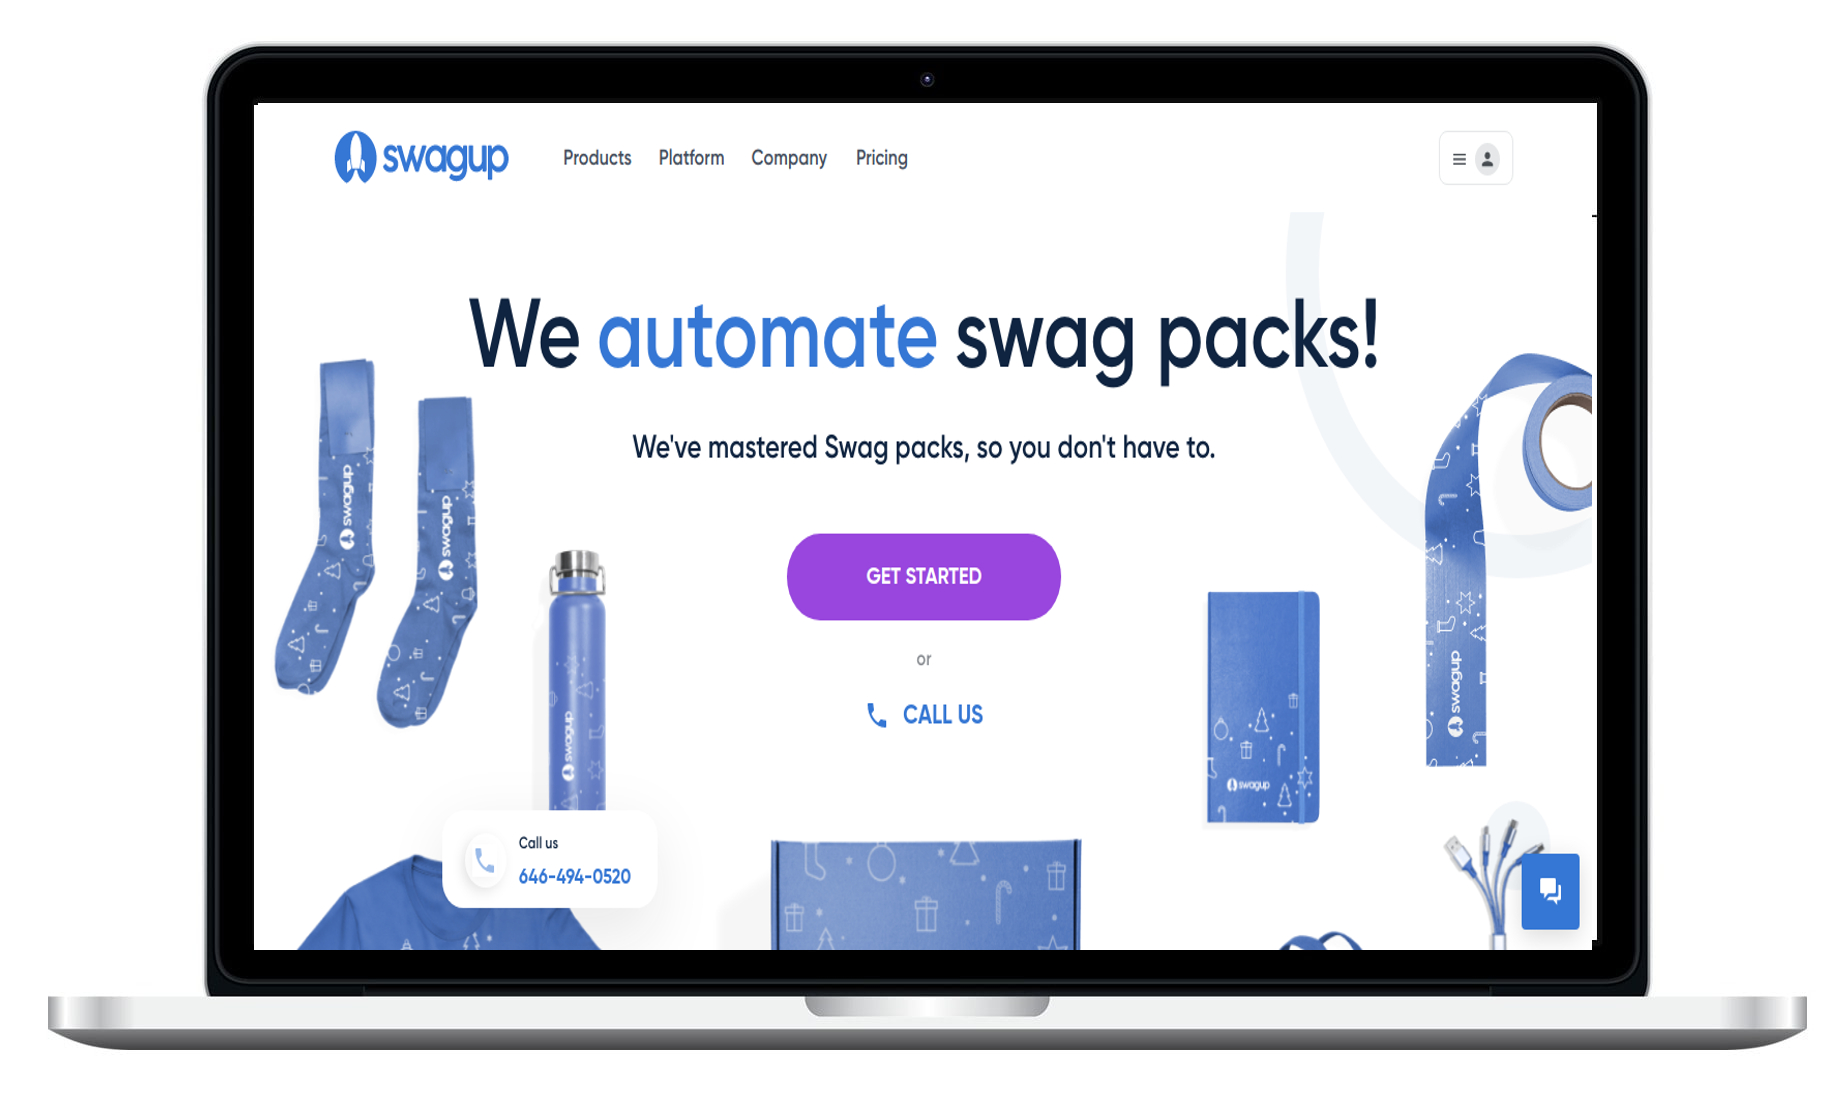 swagup
Products Platform Company Pricing
We automate swag packs!
We've mastered Swag packs, so you don't have to.
GET STARTED
or
CALL US
swagup
swagup
swagup
swagup
swagup
Call us
646-494-0520